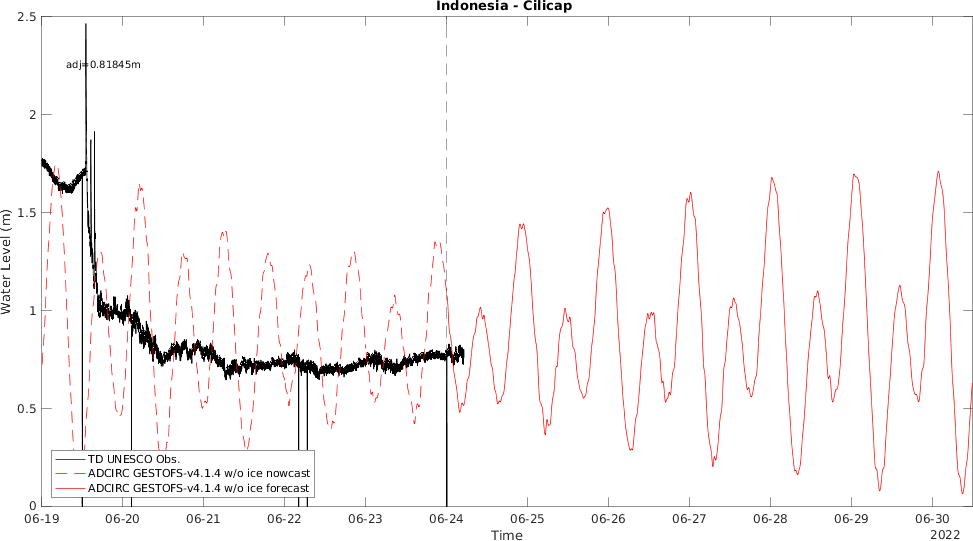 Indonesia - Cilicap
2.5
adj=0.81845m
2
1.5
Water Level (m)
1
0.5
TD UNESCO Obs.
ADCIRC GESTOFS-v4.1.4 w/o ice nowcast
ADCIRC GESTOFS-v4.1.4 w/o ice forecast
0
06-19 06-20 06-21 06-22 06-23 06-24 06-25 06-26 06-27 06-28 06-29 06-30
Time 2022